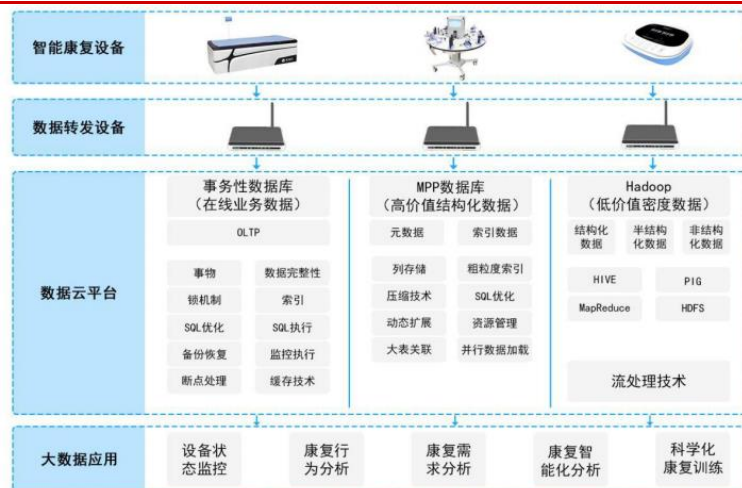 智能康复设备
数据转发设备
数据云平台
事务性数据库
（在线业务数据）
OLTP
事物
数据完整性
锁机制
索引
SQL优化
SQL执行
备份恢复
监控执行
断点处理
缓存技术
MPP数据库
（高价值结构化数据）
元数据
索引数据
列存储
粗粒度索引
压缩技术
SQL优化
动态扩展
资源管理
大表关联
并行数据加载
Hadoop
（低价值密度数据）
结构化
数据
半结构
化数据
非结构
化数据
HIVE
PIG
MapReduce
HDFS
流处理技术
大数据应用
设备状
态监控
康复行
为分析
康复需
求分析
康复智
能化分析
科学化
康复训练